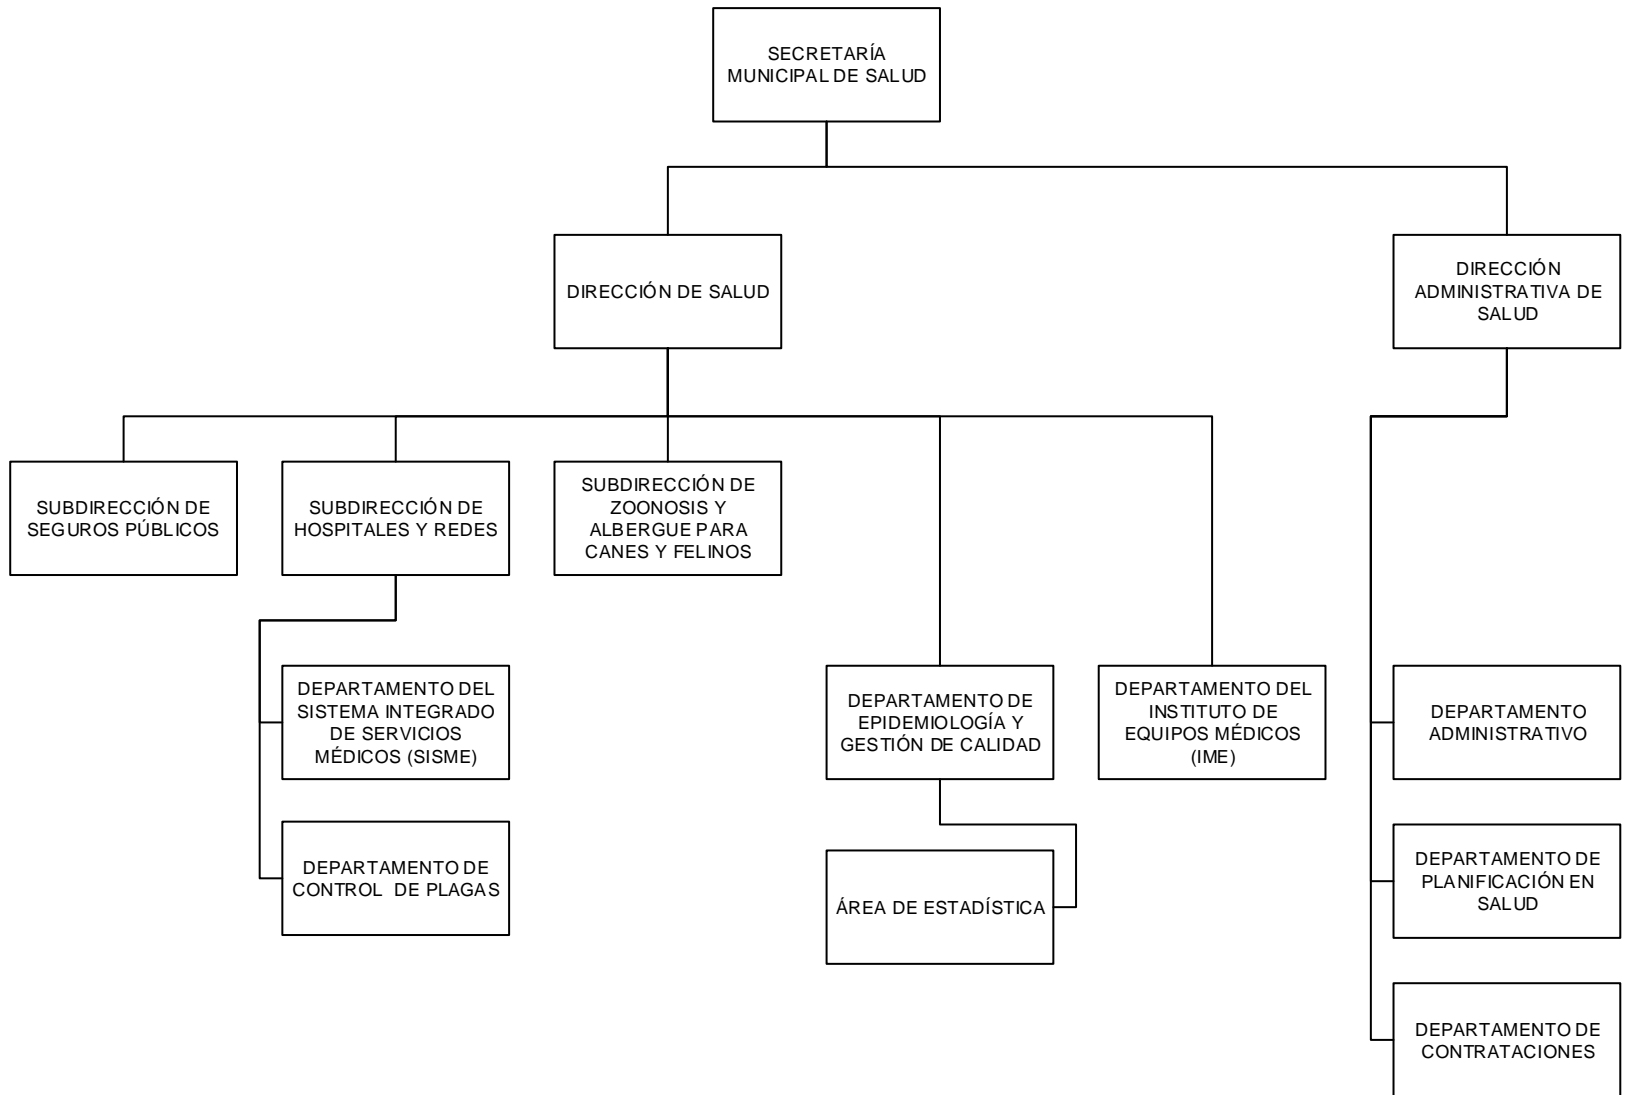 SECRETARÍA
MUNICIPAL DE SALUD
DIRECCIÓN DE SALUD
DIRECCIÓN
ADMINISTRATIVA DE
SALUD
SUBDIRECCIÓN DE
SEGUROS PÚBLICOS
SUBDIRECCIÓN DE
HOSPITALES Y REDES
SUBDIRECCIÓN DE
ZOONOSIS Y
ALBERGUE PARA
CANES Y FELINOS
DEPARTAMENTO DEL
SISTEMA INTEGRADO
DE SERVICIOS
MÉDICOS (SISME)
DEPARTAMENTO DE
EPIDEMIOLOGÍA Y
GESTIÓN DE CALIDAD
DEPARTAMENTO DEL
INSTITUTO DE
EQUIPOS MÉDICOS
(IME)
DEPARTAMENTO
ADMINISTRATIVO
DEPARTAMENTO DE
CONTROL DE PLAGAS
ÁREA DE ESTADÍSTICA
DEPARTAMENTO DE
PLANIFICACIÓN EN
SALUD
DEPARTAMENTO DE
CONTRATACIONES